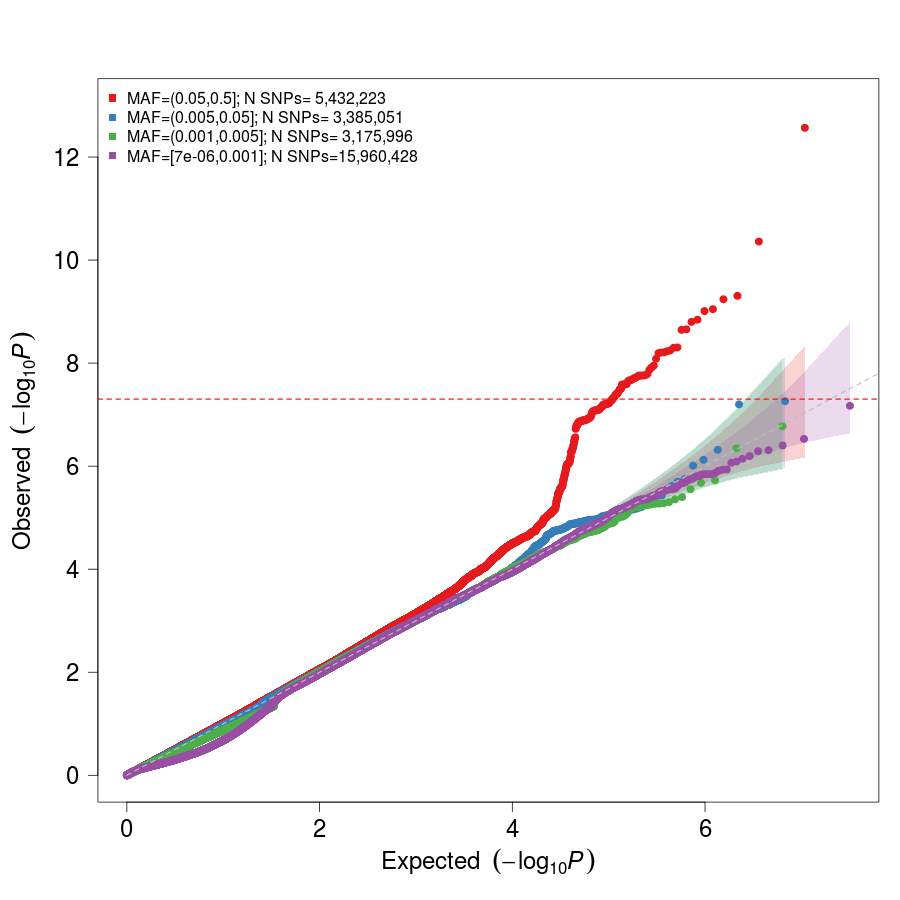 MAF=(0.05,0.5]; N SNPs= 5,432,223
MAF=(0.005,0.05]; N SNPs= 3,385,051
MAF=(0.001,0.005]; N SNPs= 3,175,996
MAF=[7e-06,0.001]; N SNPs=15,960,428
12
10
8
6
4
2
0
Observed (−log10P)
0 2 4 6
Expected (−log10P)